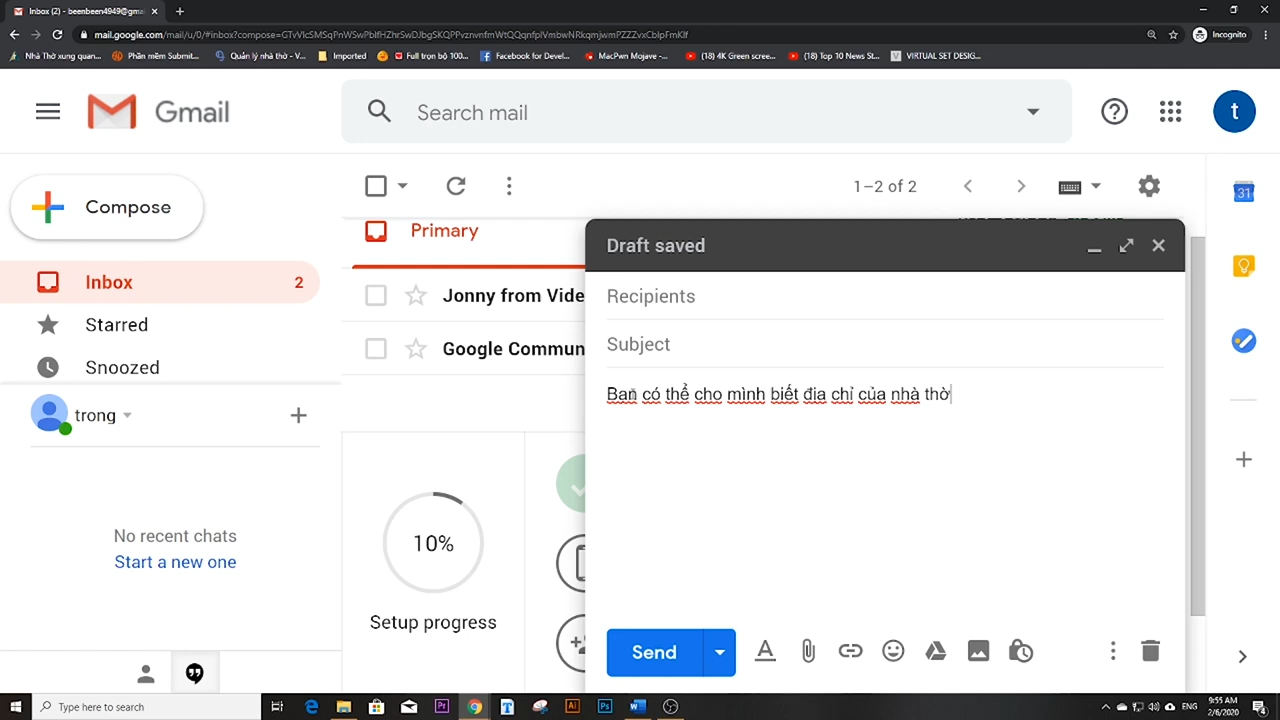 Inbox (2) - beenbeen4949@gmai
mail.google.com/mail/u/0/#inbox?compose=GTvVlcSMSqPnWSwPblfHZhrSwDJbgSKQPPvznvnfmWtQQqnfplVmbwNRkqmjwmPZZZvxCblpFmKlf
Incognito
Nhà Thờ xung quan...
Phần mềm Submit...
Quản lý nhà thờ - V...
Imported
Full trọn bộ 100...
Facebook for Devel...
MacPwn Mojave -...
(18) 4K Green scree...
(18) Top 10 News St...
VIRTUAL SET DESIG...
Gmail
Search mail
t
Compose
1–2 of 2
31
Primary
Draft saved
Inbox
2
Recipients
Jonny from Vide
Starred
Subject
Google Commun
Snoozed
Bạn có thể cho mình biết địa chỉ của nhà thờ
trong
No recent chats
Start a new one
10%
Setup progress
Send
Type here to search
ENG
9:55 AM
2/6/2020
4